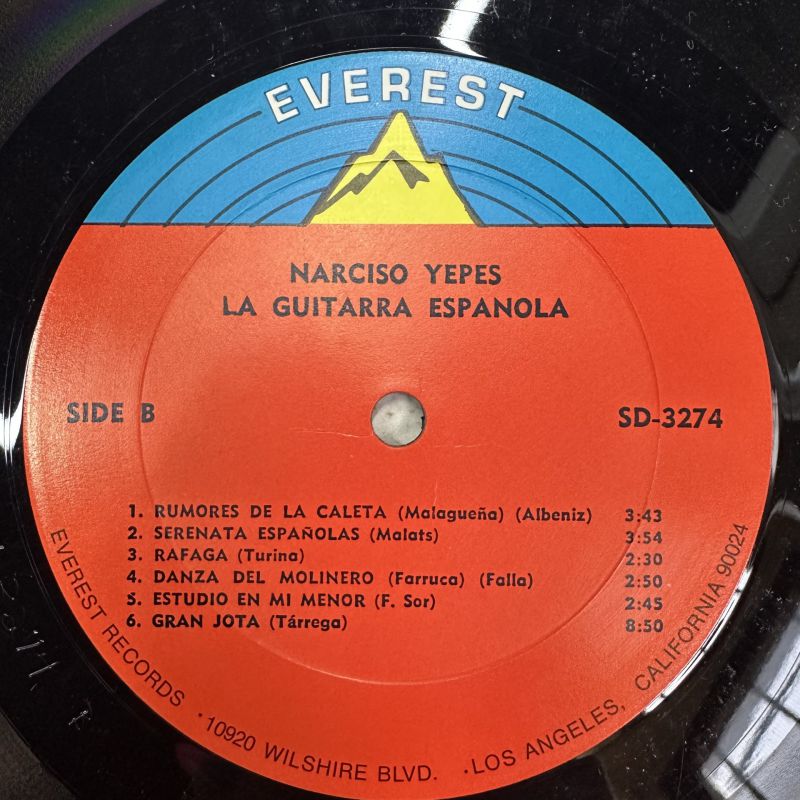 EVEREST
NARCISO YEPES
LA GUITARRA ESPANOLA
SIDE B
SD-3274
1. RUMORES DE LA CALETA (Malagueña) (Albeniz) 3:43
2. SERENATA ESPAÑOLAS (Malats) 3:54
3. RAFAGA (Turina) 2:30
4. DANZA DEL MOLINERO (Farruca) (Falla) 2:50
5. ESTUDIO EN MI MENOR (F. Sor) 2:45
6. GRAN JOTA (Tárrega) 8:50
EVEREST RECORDS · 10920 WILSHIRE BLVD. · LOS ANGELES, CALIFORNIA 90024